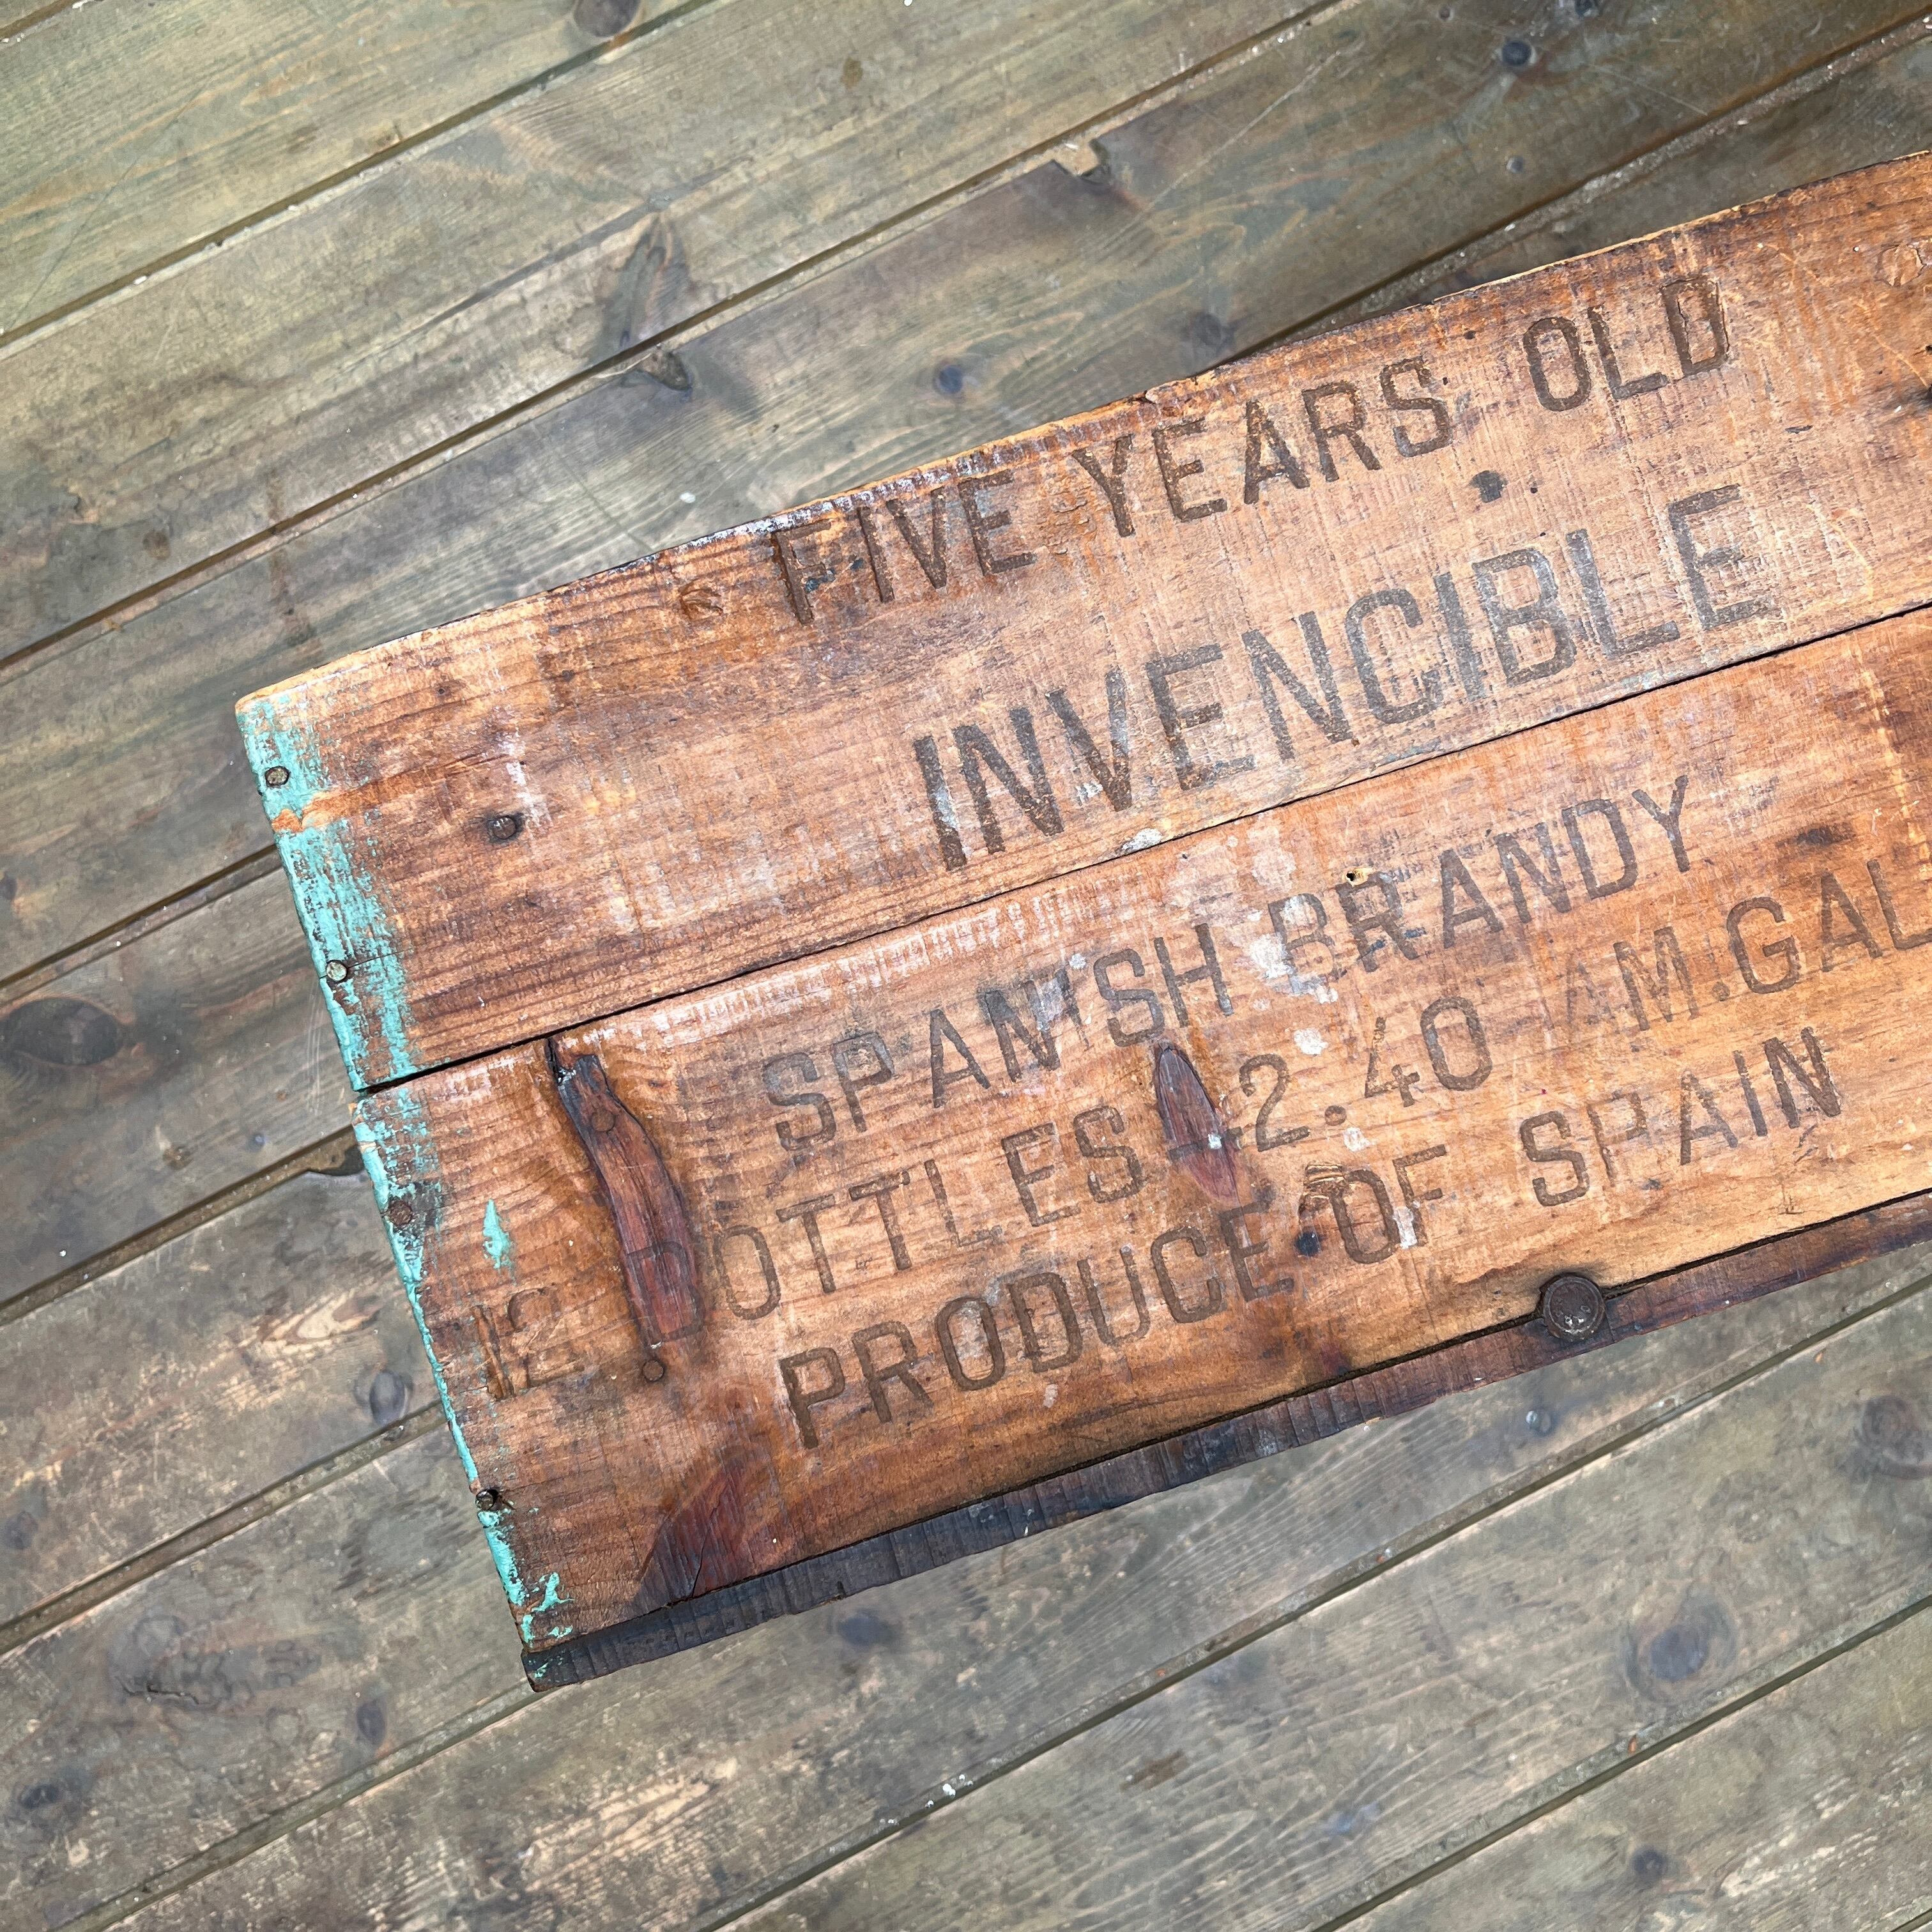 FIVE YEARS OLD
INVENCIBLE
SPANISH BRANDY
12 BOTTLES - 2.40 AM.GAL
PRODUCE OF SPAIN